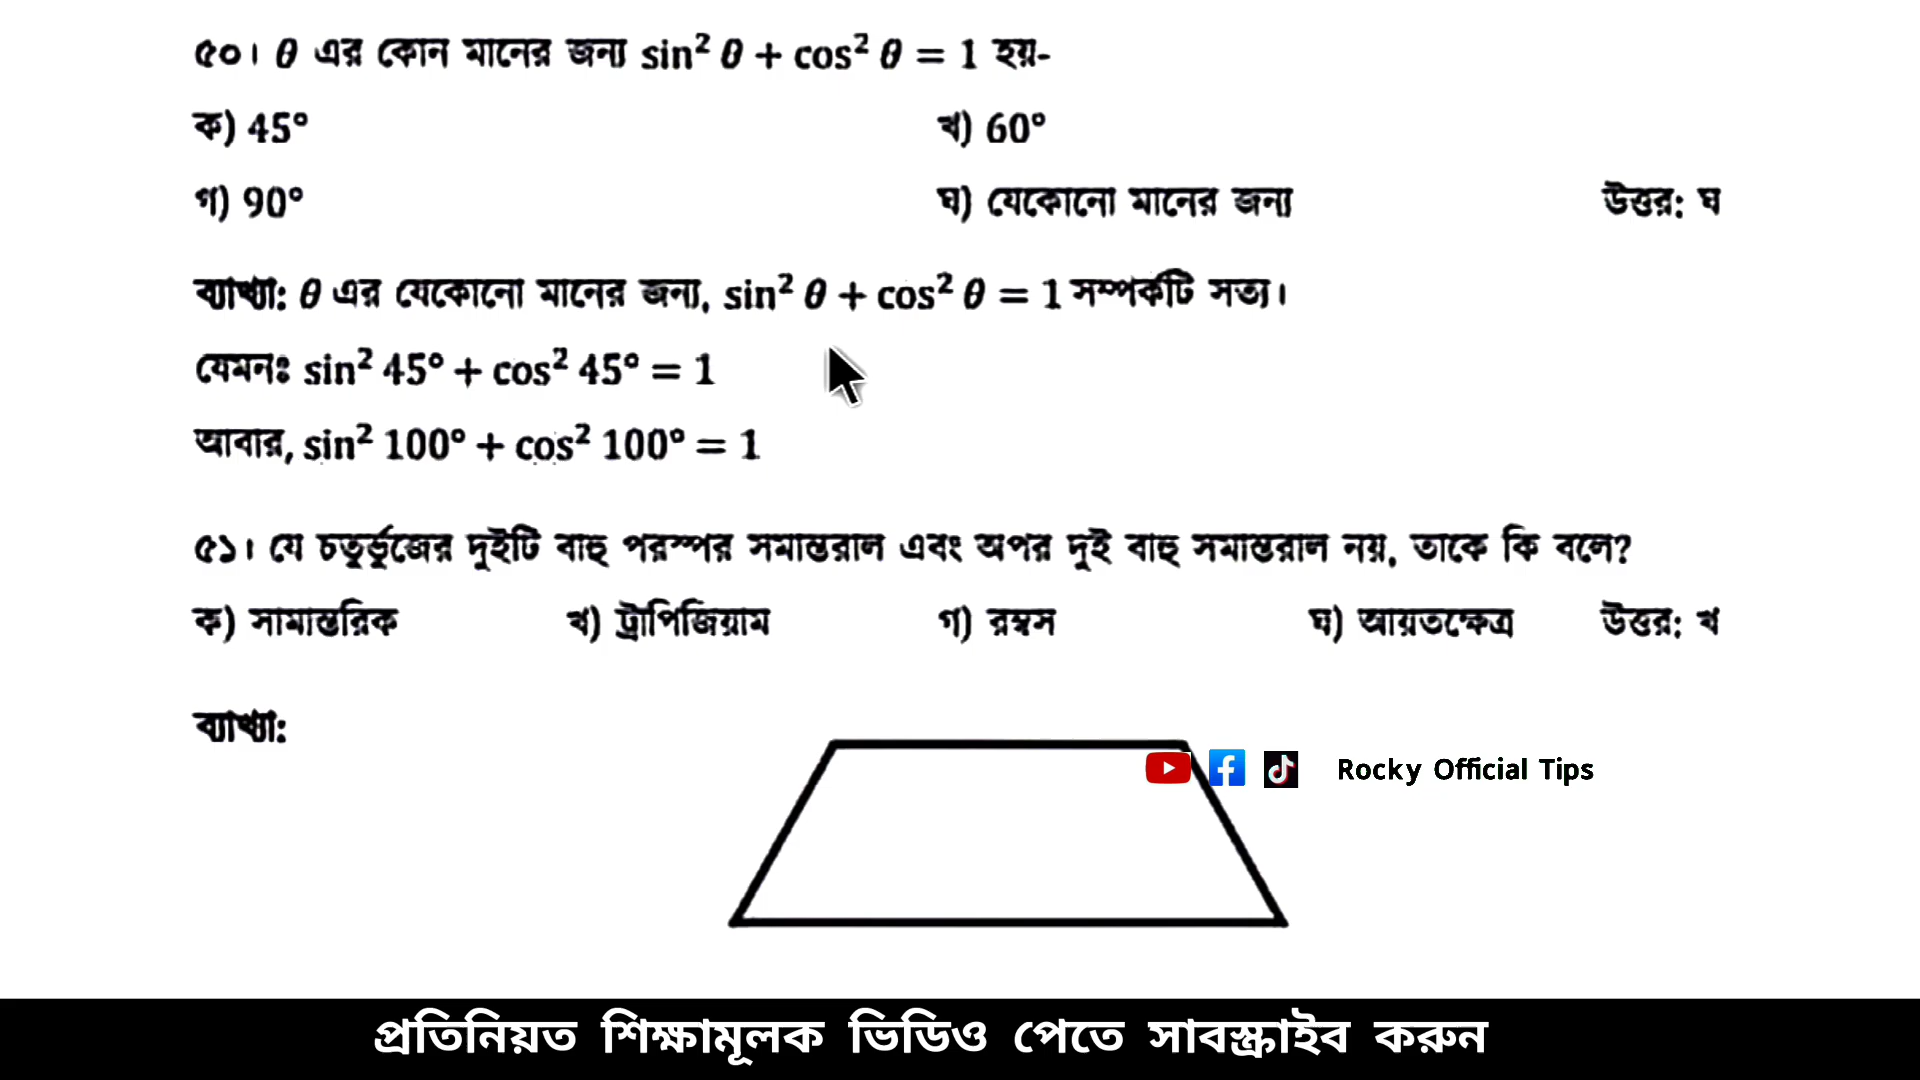 ৫০। θ এর কোন মানের জন্য sin² θ + cos² θ = 1 হয়-
ক) 45° খ) 60°
গ) 90° ঘ) যেকোনো মানের জন্য উত্তর: ঘ
ব্যাখ্যা: θ এর যেকোনো মানের জন্য, sin² θ + cos² θ = 1 সম্পর্কটি সত্য।
যেমনঃ sin² 45° + cos² 45° = 1
আবার, sin² 100° + cos² 100° = 1
৫১। যে চতুর্ভুজের দুইটি বাহু পরস্পর সমান্তরাল এবং অপর দুই বাহু সমান্তরাল নয়, তাকে কি বলে?
ক) সামান্তরিক খ) ট্রাপিজিয়াম গ) রম্বস ঘ) আয়তক্ষেত্র উত্তর: খ
ব্যাখ্যা:
Rocky Official Tips
প্রতিনিয়ত শিক্ষামূলক ভিডিও পেতে সাবস্ক্রাইব করুন